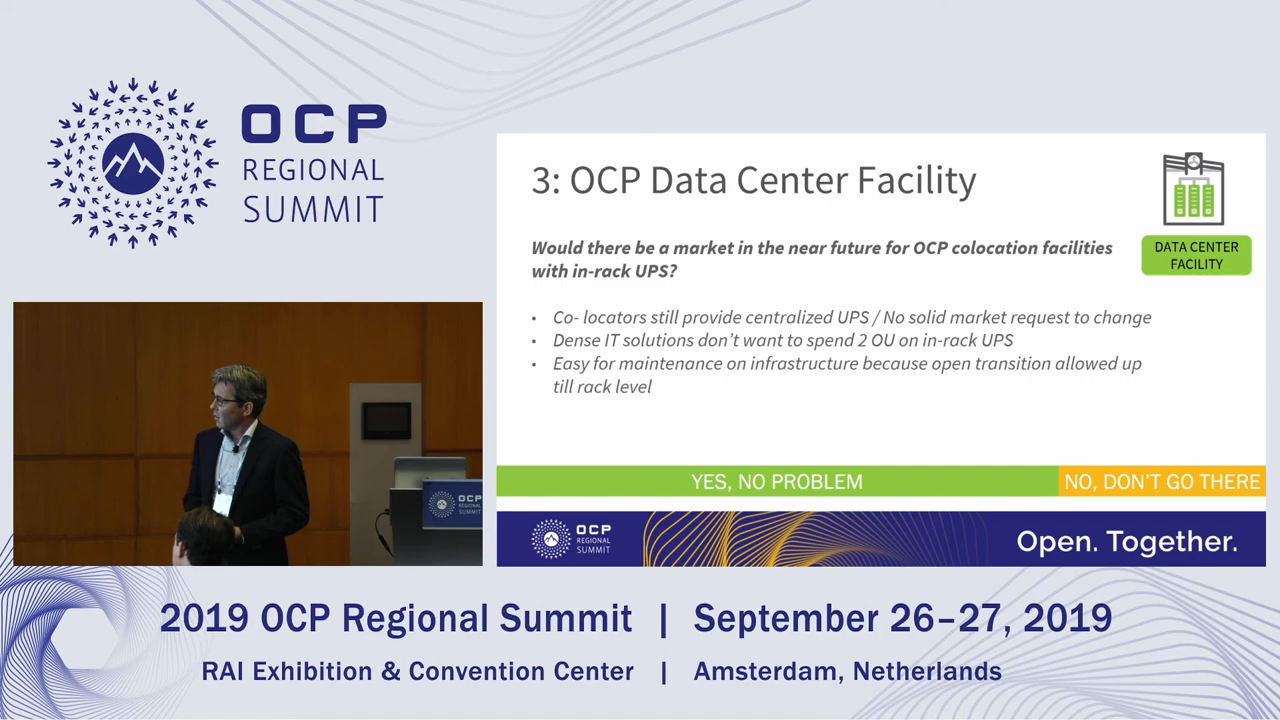 OCP
REGIONAL
SUMMIT
3: OCP Data Center Facility
DATA CENTER
FACILITY
Would there be a market in the near future for OCP colocation facilities
with in-rack UPS?
• Co- locators still provide centralized UPS / No solid market request to change
• Dense IT solutions don’t want to spend 2 OU on in-rack UPS
• Easy for maintenance on infrastructure because open transition allowed up
till rack level
YES, NO PROBLEM
NO, DON’T GO THERE
OCP
REGIONAL
SUMMIT
Open. Together.
OCP
REGIONAL
SUMMIT
2019 OCP Regional Summit | September 26–27, 2019
RAI Exhibition & Convention Center | Amsterdam, Netherlands